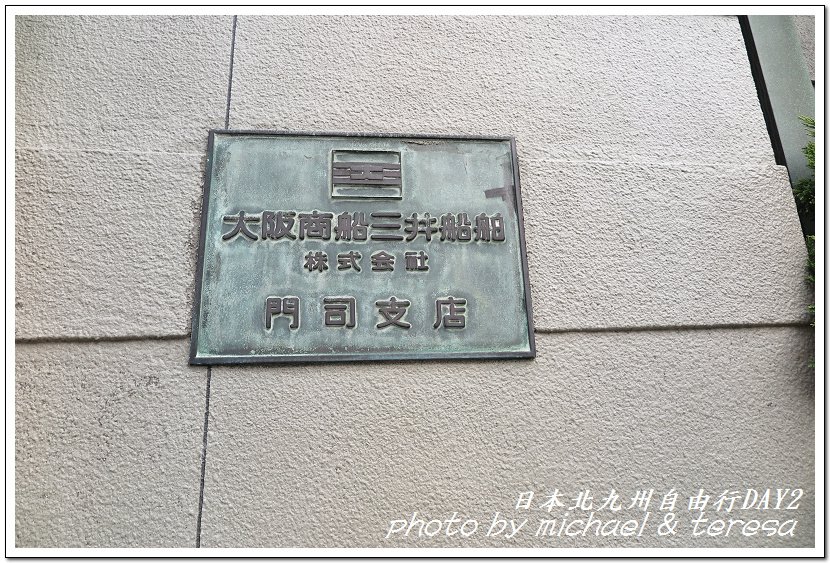 大阪商船三井船舶
株式会社
門司支店
日本北九州自由行DAY2
photo by michael & teresa